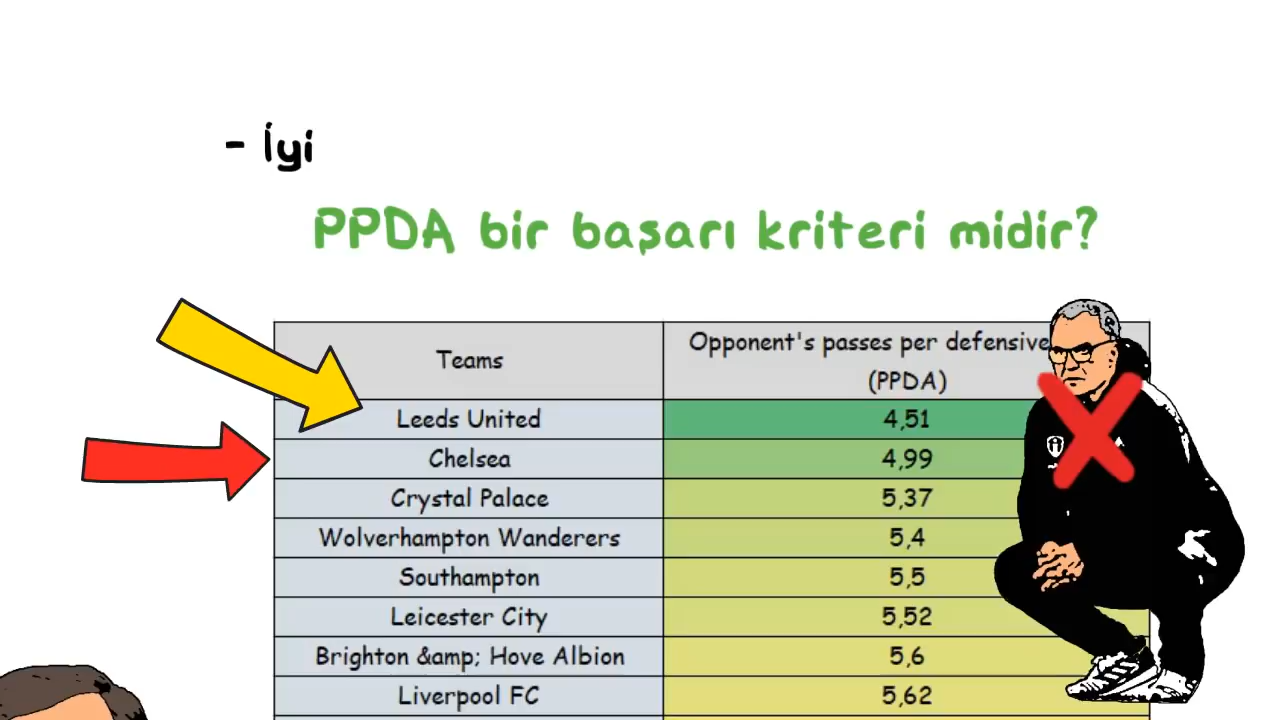 - İyi
PPDA bir başarı kriteri midir?
Teams
Opponent's passes per defensive
(PPDA)
Leeds United 4,51
Chelsea 4,99
Crystal Palace 5,37
Wolverhampton Wanderers 5,4
Southampton 5,5
Leicester City 5,52
Brighton &amp; Hove Albion 5,6
Liverpool FC 5,62